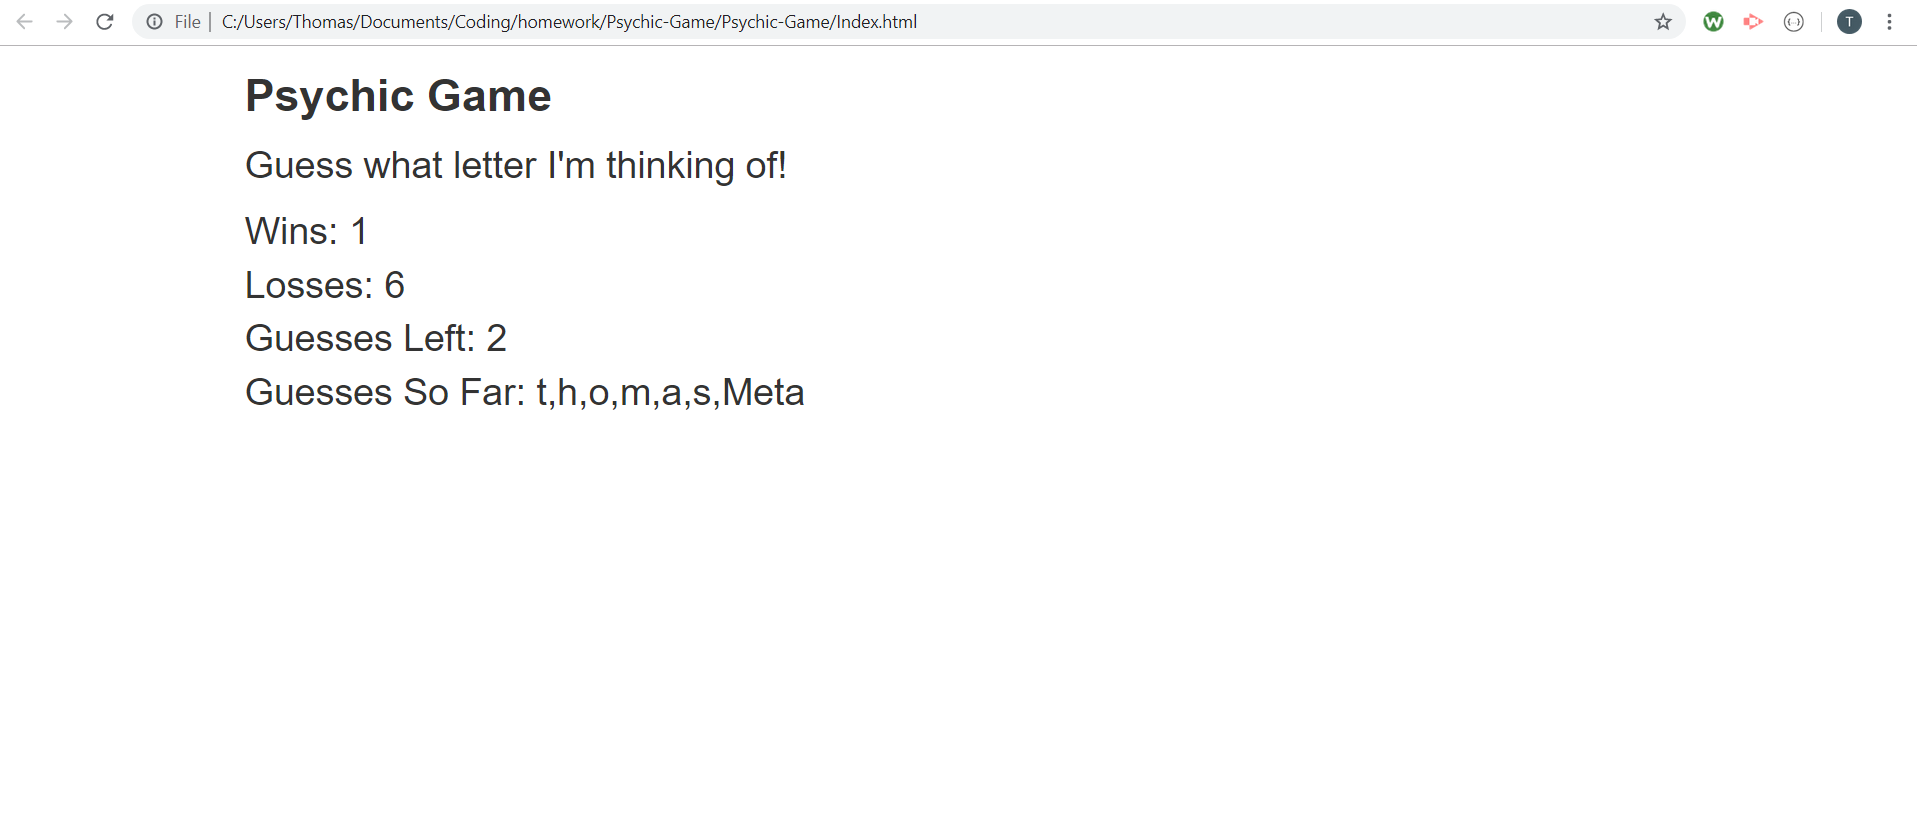 File | C:/Users/Thomas/Documents/Coding/homework/Psychic-Game/Psychic-Game/Index.html W {··} T
Psychic Game
Guess what letter I'm thinking of!
Wins: 1
Losses: 6
Guesses Left: 2
Guesses So Far: t,h,o,m,a,s,Meta